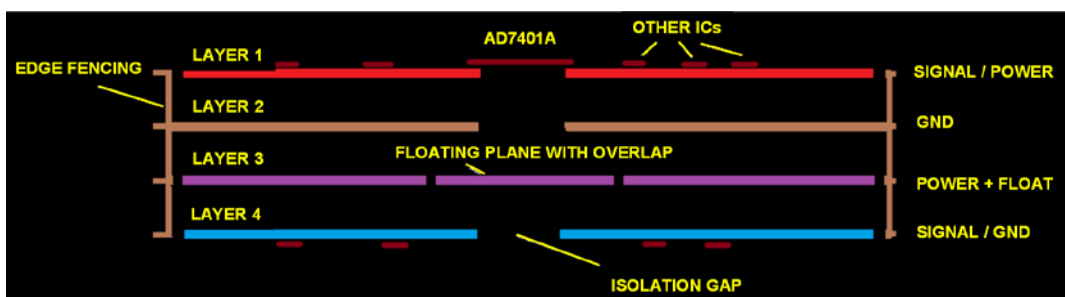 OTHER ICs
AD7401A
LAYER 1
EDGE FENCING
SIGNAL / POWER
LAYER 2
GND
FLOATING PLANE WITH OVERLAP
LAYER 3
POWER + FLOAT
LAYER 4
SIGNAL / GND
ISOLATION GAP